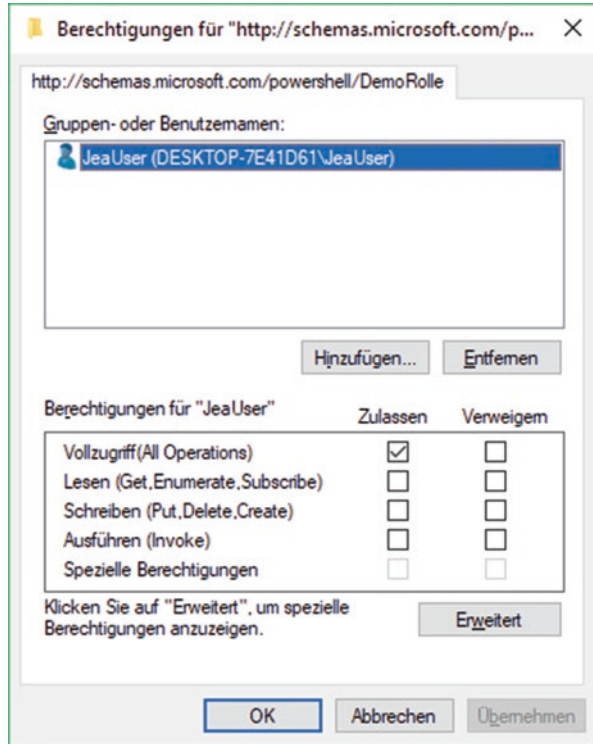 Berechtigungen für "http://schemas.microsoft.com/p...
http://schemas.microsoft.com/powershell/DemoRolle
Gruppen- oder Benutzernamen:
JeaUser (DESKTOP-7E41D61\JeaUser)
Hinzufügen...
Entfernen
Berechtigungen für "JeaUser"
Zulassen
Verweigern
Vollzugriff(All Operations)
Lesen (Get,Enumerate,Subscribe)
Schreiben (Put,Delete,Create)
Ausführen (Invoke)
Spezielle Berechtigungen
Klicken Sie auf "Erweitert", um spezielle
Berechtigungen anzuzeigen.
Erweitert
OK
Abbrechen
Übernehmen